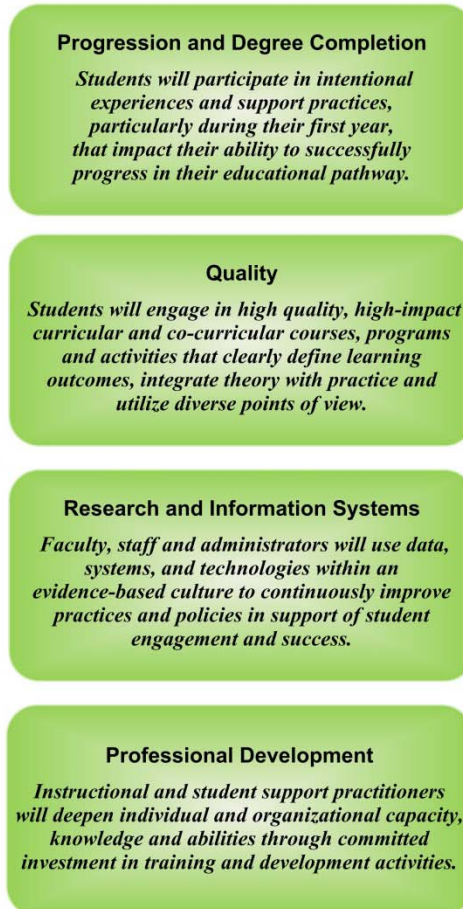 Progression and Degree Completion
Students will participate in intentional
experiences and support practices,
particularly during their first year,
that impact their ability to successfully
progress in their educational pathway.
Quality
Students will engage in high quality, high-impact
curricular and co-curricular courses, programs
and activities that clearly define learning
outcomes, integrate theory with practice and
utilize diverse points of view.
Research and Information Systems
Faculty, staff and administrators will use data,
systems, and technologies within an
evidence-based culture to continuously improve
practices and policies in support of student
engagement and success.
Professional Development
Instructional and student support practitioners
will deepen individual and organizational capacity,
knowledge and abilities through committed
investment in training and development activities.